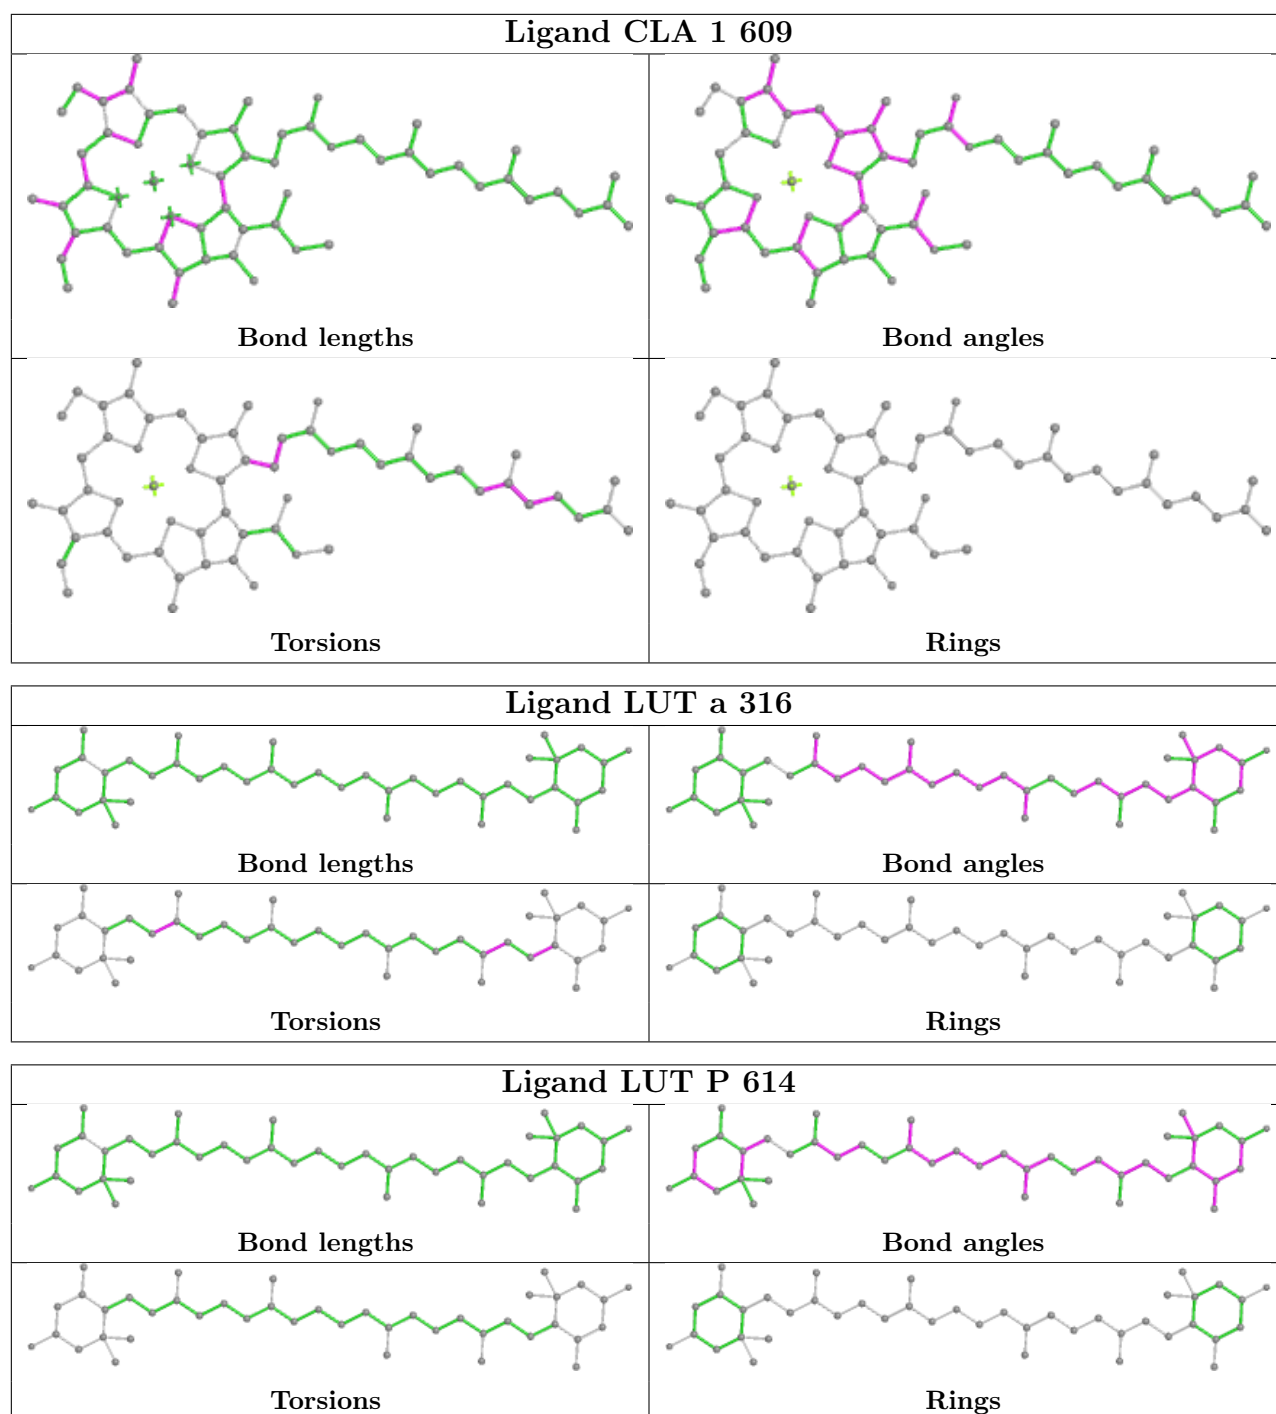 Ligand CLA 1 609
Bond lengths
Bond angles
Torsions
Rings
Ligand LUT a 316
Bond lengths
Bond angles
Torsions
Rings
Ligand LUT P 614
Bond lengths
Bond angles
Torsions
Rings